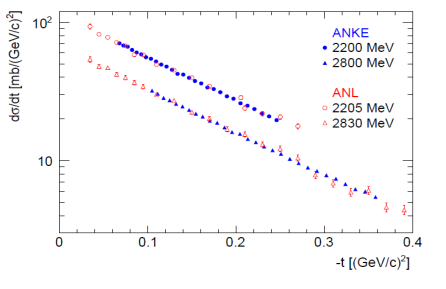 10²
ANKE
2200 MeV
2800 MeV
ANL
2205 MeV
2830 MeV
10
dσ/dt [mb/(GeV/c)²]
0 0.1 0.2 0.3 0.4
-t [(GeV/c)²]